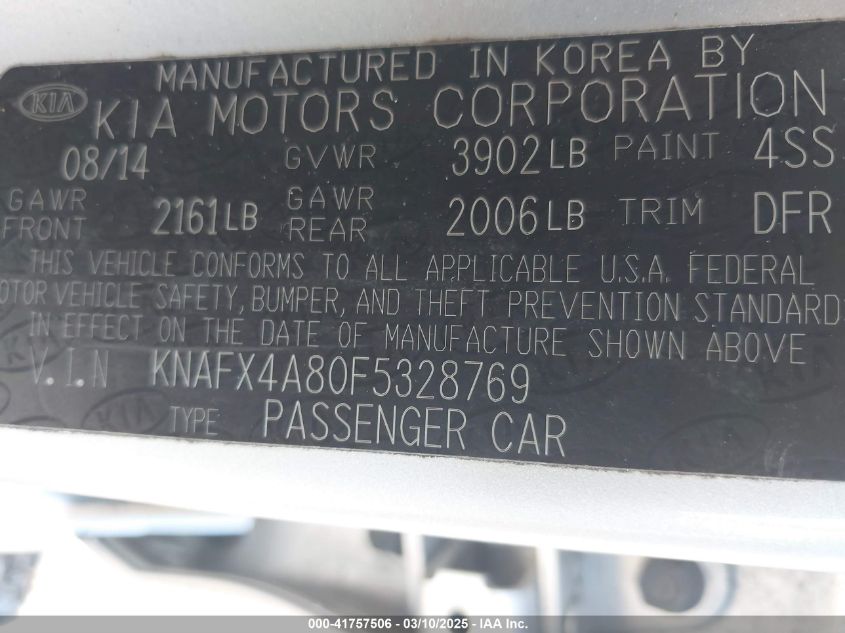 MANUFACTURED IN KOREA BY
KIA KIA MOTORS CORPORATION
08/14 GVWR 3902LB PAINT 4SS
GAWR FRONT 2161LB GAWR REAR 2006LB TRIM DFR
THIS VEHICLE CONFORMS TO ALL APPLICABLE U.S.A. FEDERAL
OTOR VEHICLE SAFETY, BUMPER, AND THEFT PREVENTION STANDARD
IN EFFECT ON THE DATE OF MANUFACTURE SHOWN ABOVE
V.I.N KNAFX4A80F5328769
TYPE PASSENGER CAR
000-41757506 — 03/10/2025 — IAA Inc.